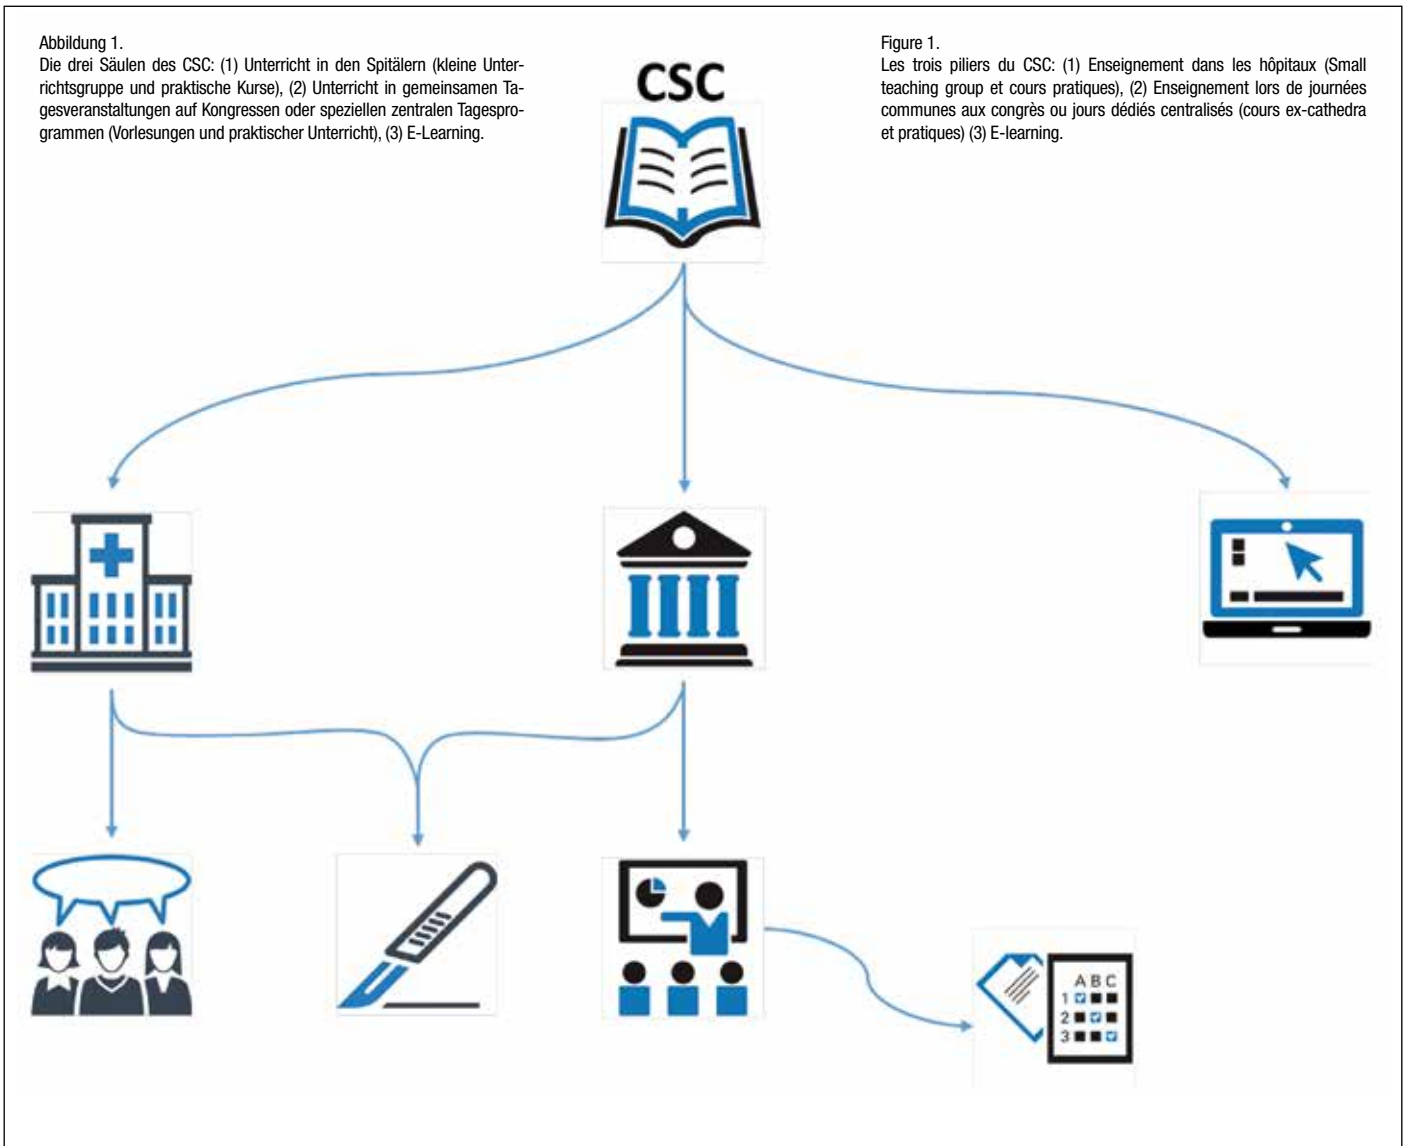 Abbildung 1.
Die drei Säulen des CSC: (1) Unterricht in den Spitälern (kleine Unter-
richtsgruppe und praktische Kurse), (2) Unterricht in gemeinsamen Ta-
gesveranstaltungen auf Kongressen oder speziellen zentralen Tagespro-
grammen (Vorlesungen und praktischer Unterricht), (3) E-Learning.
Figure 1.
Les trois piliers du CSC: (1) Enseignement dans les hôpitaux (Small
teaching group et cours pratiques), (2) Enseignement lors de journées
communes aux congrès ou jours dédiés centralisés (cours ex-cathedra
et pratiques) (3) E-learning.
CSC
A B C
1
2
3